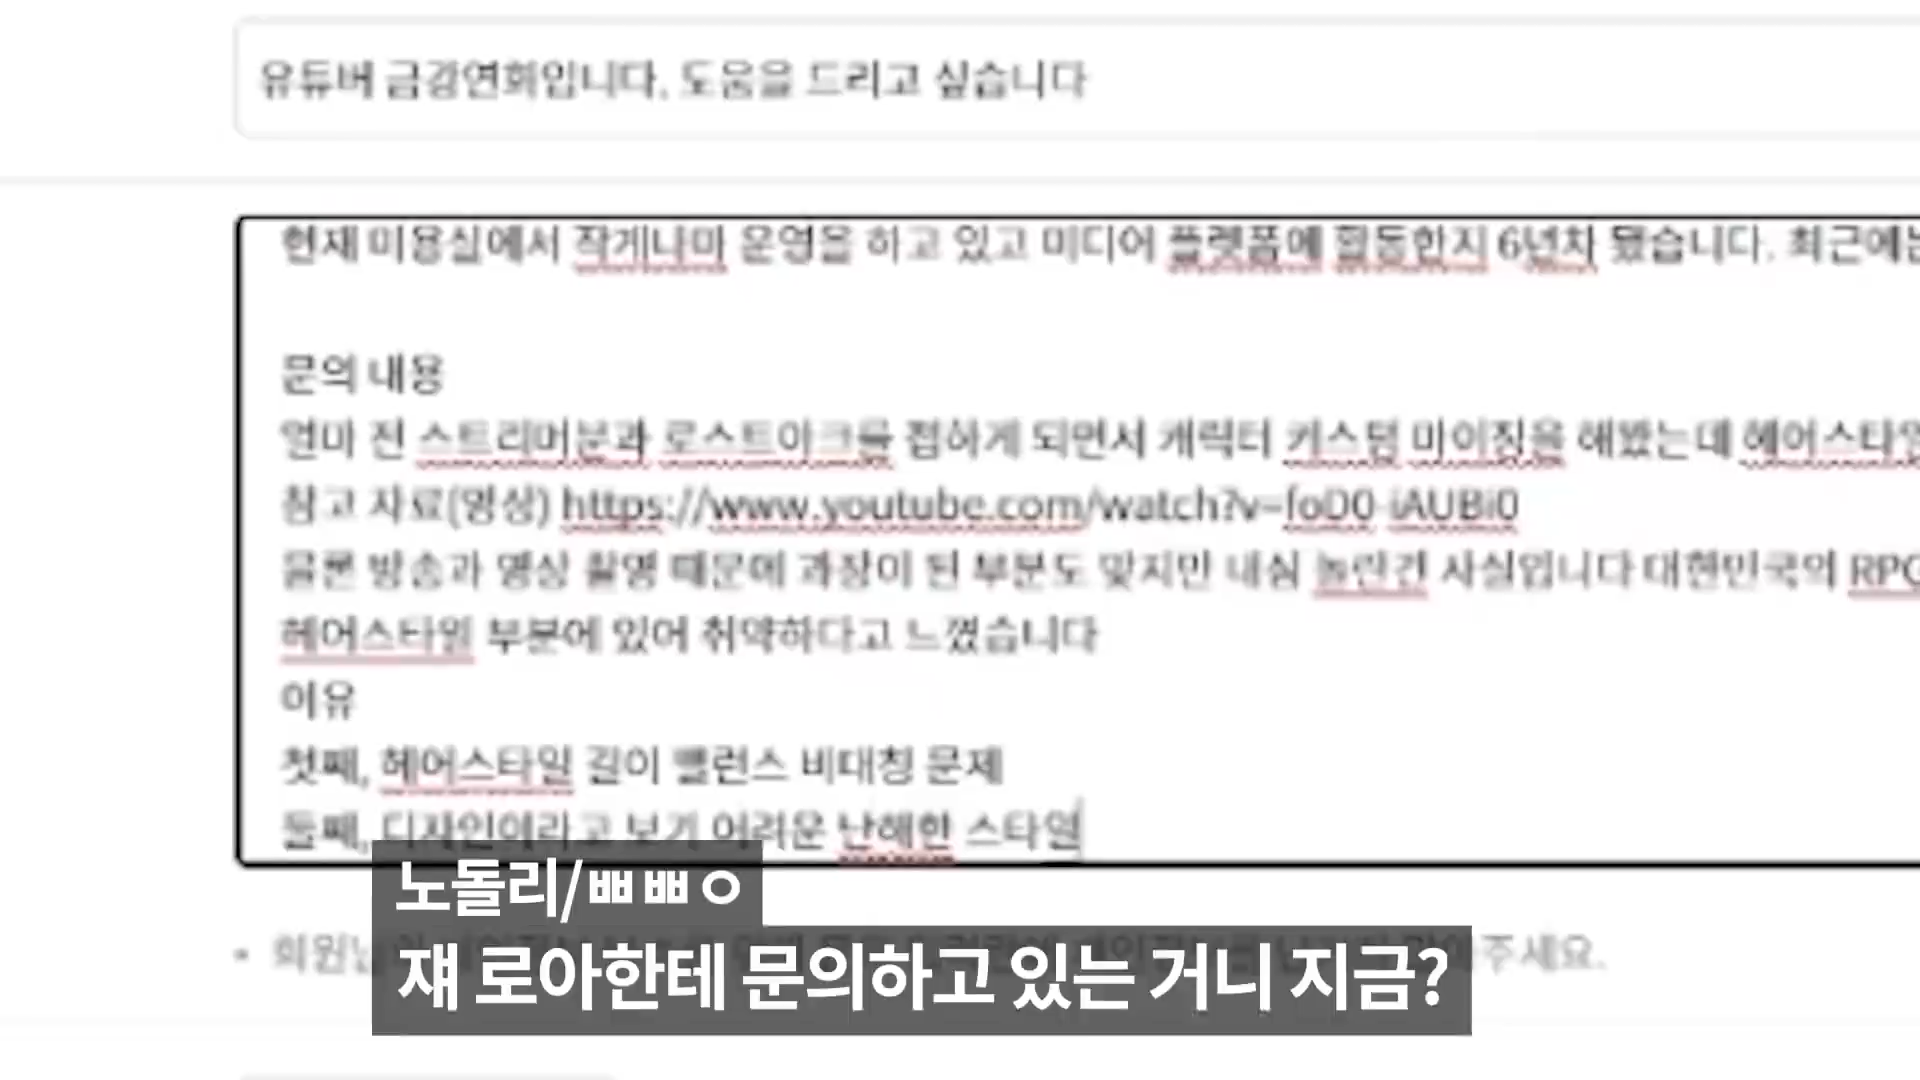 유튜버 금강연화입니다. 도움을 드리고 싶습니다
현재 미용실에서 작게나마 운영을 하고 있고 미디어 플랫폼에 활동한지 6년차 됐습니다. 최근에는
문의 내용
얼마 전 스트리머분과 로스트아크를 접하게 되면서 캐릭터 커스텀 마이징을 해봤는데 헤어스타일
참고 자료(영상) https://www.youtube.com/watch?v=
물론 방송과 영상 촬영 때문에 과장이 된 부분도 맞지만 내심 놀란건 사실입니다 대한민국의 RPG
헤어스타일 부분에 있어 취약하다고 느꼈습니다
이유
첫째, 헤어스타일 길이 밸런스 비대칭 문제
둘째, 디자인이라고 보기 어려운 난해한 스타일
노돌리/ㅃㅃㅇ
쟤 로아한테 문의하고 있는 거니 지금?
회원님
주세요.